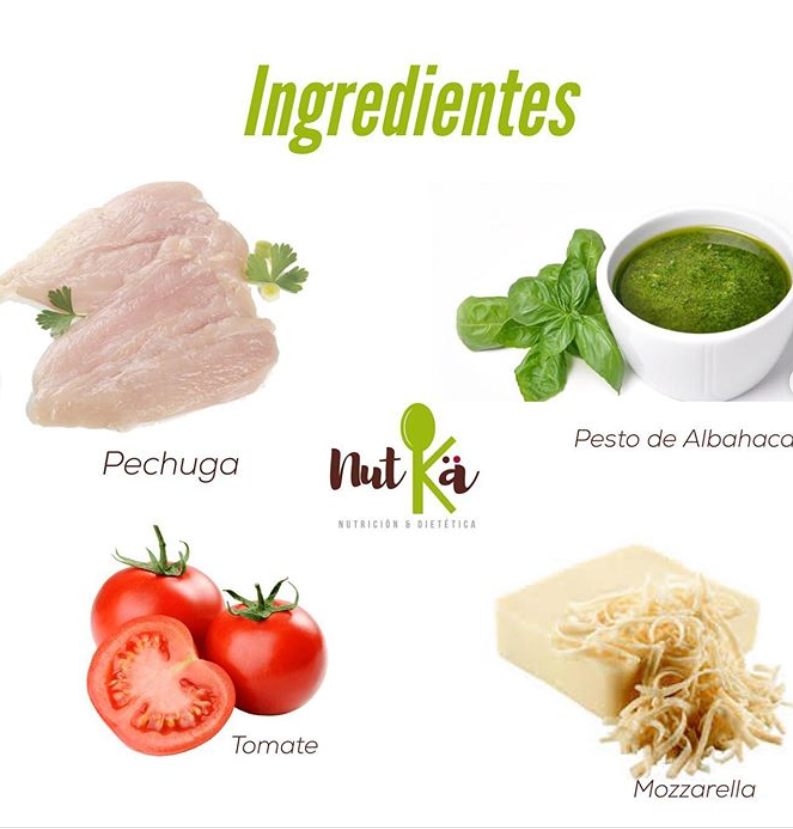 Ingredientes
Pechuga
Pesto de Albahaca
Nutkä
NUTRICIÓN & DIETÉTICA
Tomate
Mozzarella